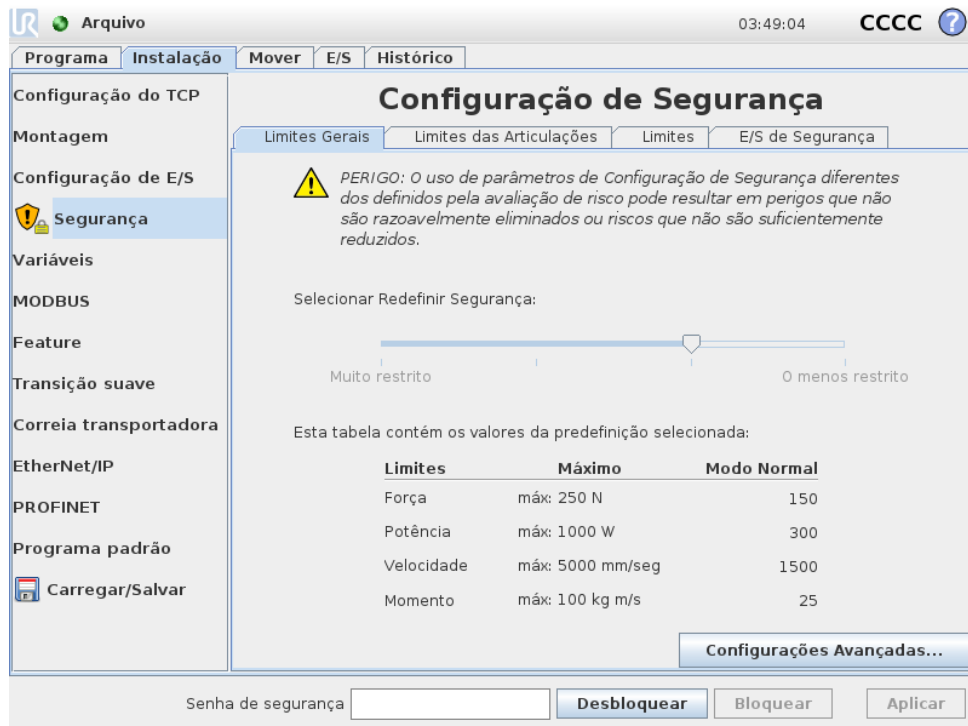 UR Arquivo 03:49:04 CCCC ?
Programa Instalação Mover E/S Histórico
Configuração do TCP
Montagem
Configuração de E/S
Segurança
Variáveis
MODBUS
Feature
Transição suave
Correia transportadora
EtherNet/IP
PROFINET
Programa padrão
Carregar/Salvar
Configuração de Segurança
Limites Gerais Limites das Articulações Limites E/S de Segurança
PERIGO: O uso de parâmetros de Configuração de Segurança diferentes
dos definidos pela avaliação de risco pode resultar em perigos que não
são razoavelmente eliminados ou riscos que não são suficientemente
reduzidos.
Selecionar Redefinir Segurança:
Muito restrito O menos restrito
Esta tabela contém os valores da predefinição selecionada:
Limites Máximo Modo Normal
Força máx: 250 N 150
Potência máx: 1000 W 300
Velocidade máx: 5000 mm/seg 1500
Momento máx: 100 kg m/s 25
Configurações Avançadas...
Senha de segurança Desbloquear Bloquear Aplicar